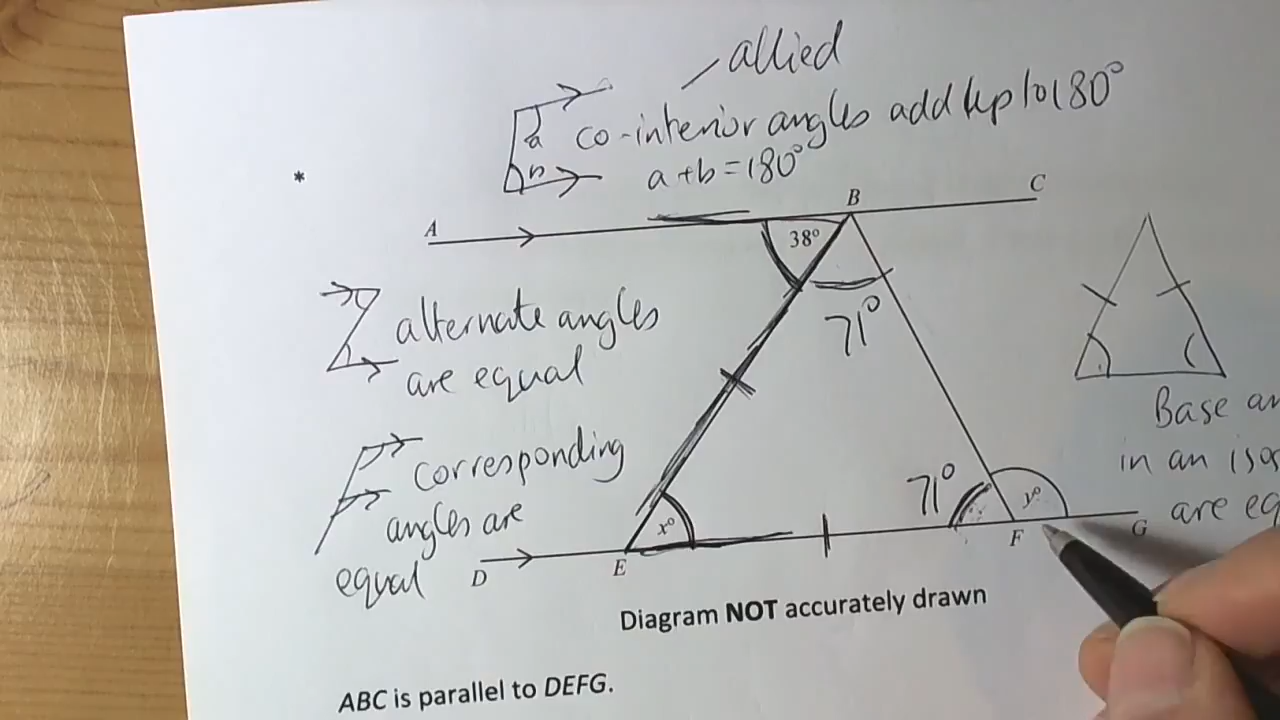 allied
co-interior angles add up to 180°
a
b
a+b=180°
*
A
B
C
38°
71°
alternate angles
are equal
Base an
in an isos
are eq
corresponding
angles are
equal
71°
x°
y°
D
E
F
G
Diagram NOT accurately drawn
ABC is parallel to DEFG.